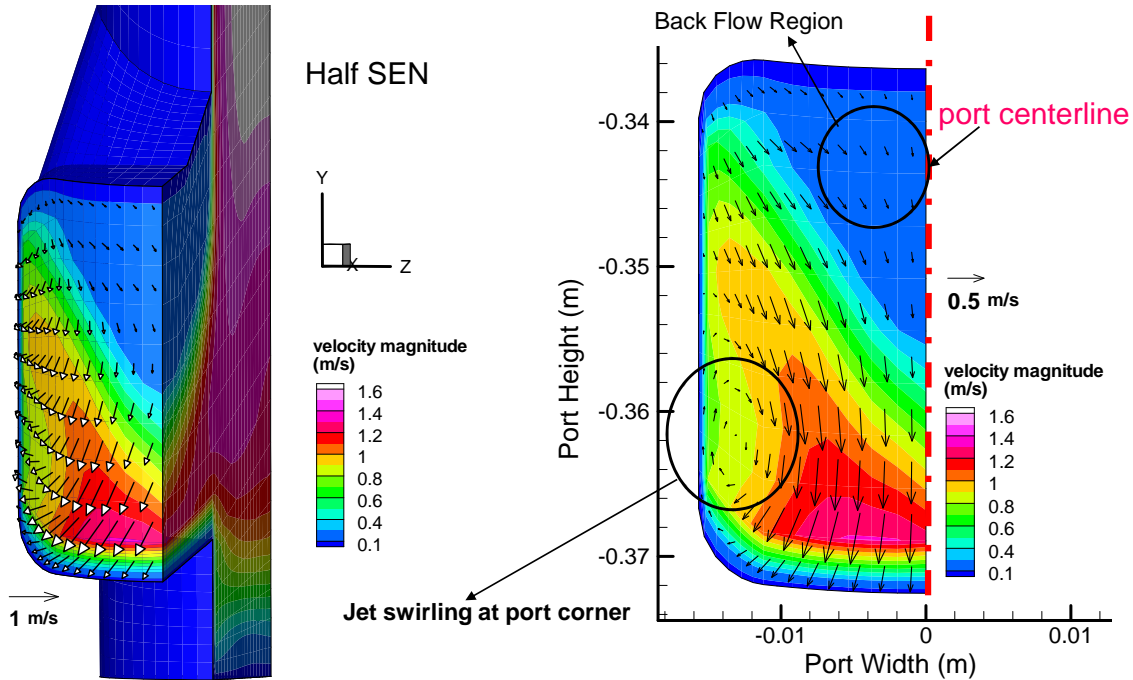 Half SEN
Y
X
Z
velocity magnitude
(m/s)
1.6
1.4
1.2
1
0.8
0.6
0.4
0.1
1 m/s
Back Flow Region
port centerline
-0.34
-0.35
-0.36
-0.37
Port Height (m)
0.5 m/s
velocity magnitude
(m/s)
1.6
1.4
1.2
1
0.8
0.6
0.4
0.1
Jet swirling at port corner
-0.01
0
0.01
Port Width (m)